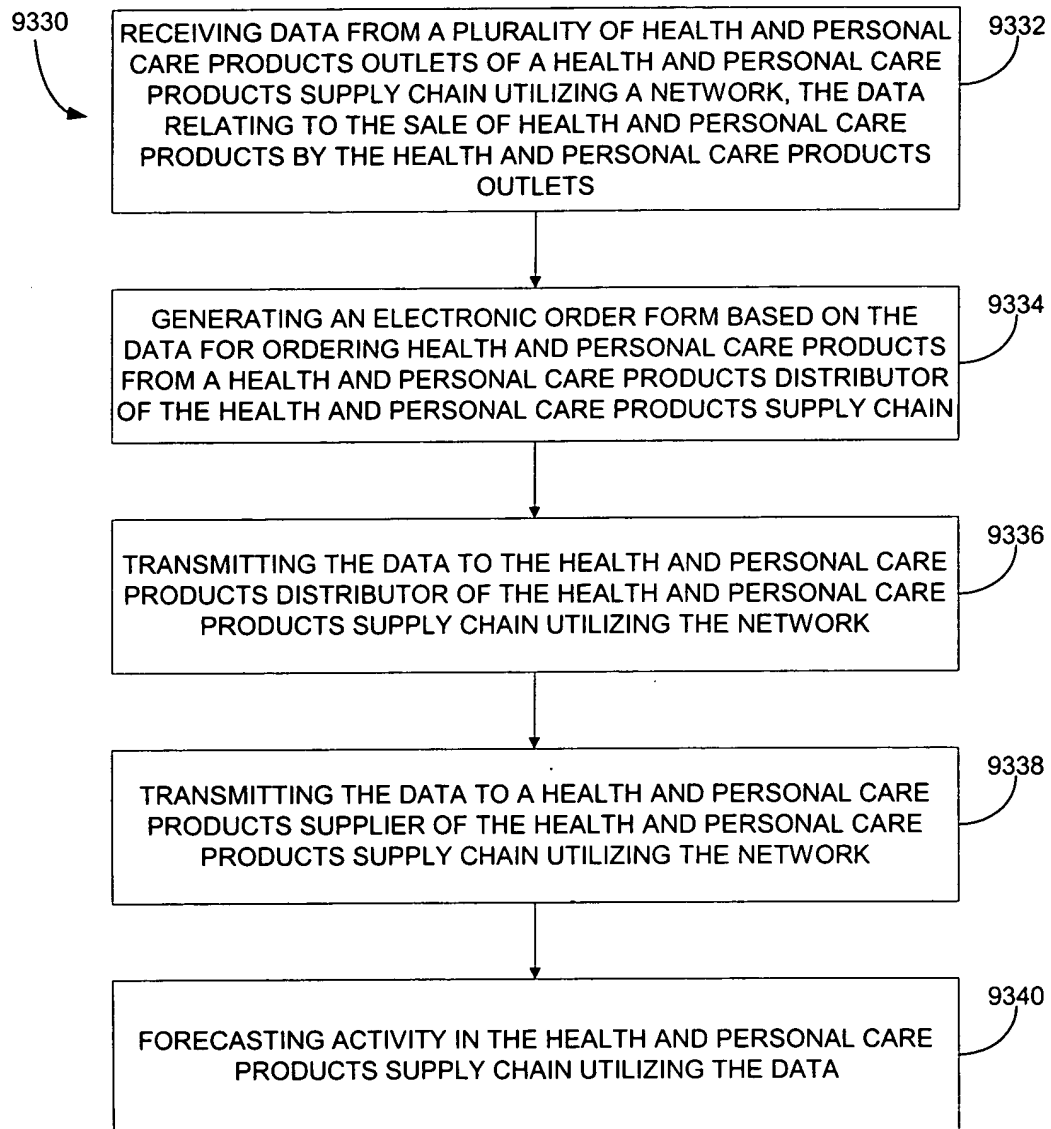 9330
RECEIVING DATA FROM A PLURALITY OF HEALTH AND PERSONAL
CARE PRODUCTS OUTLETS OF A HEALTH AND PERSONAL CARE
PRODUCTS SUPPLY CHAIN UTILIZING A NETWORK, THE DATA
RELATING TO THE SALE OF HEALTH AND PERSONAL CARE
PRODUCTS BY THE HEALTH AND PERSONAL CARE PRODUCTS
OUTLETS
9332
GENERATING AN ELECTRONIC ORDER FORM BASED ON THE
DATA FOR ORDERING HEALTH AND PERSONAL CARE PRODUCTS
FROM A HEALTH AND PERSONAL CARE PRODUCTS DISTRIBUTOR
OF THE HEALTH AND PERSONAL CARE PRODUCTS SUPPLY CHAIN
9334
TRANSMITTING THE DATA TO THE HEALTH AND PERSONAL CARE
PRODUCTS DISTRIBUTOR OF THE HEALTH AND PERSONAL CARE
PRODUCTS SUPPLY CHAIN UTILIZING THE NETWORK
9336
TRANSMITTING THE DATA TO A HEALTH AND PERSONAL CARE
PRODUCTS SUPPLIER OF THE HEALTH AND PERSONAL CARE
PRODUCTS SUPPLY CHAIN UTILIZING THE NETWORK
9338
FORECASTING ACTIVITY IN THE HEALTH AND PERSONAL CARE
PRODUCTS SUPPLY CHAIN UTILIZING THE DATA
9340